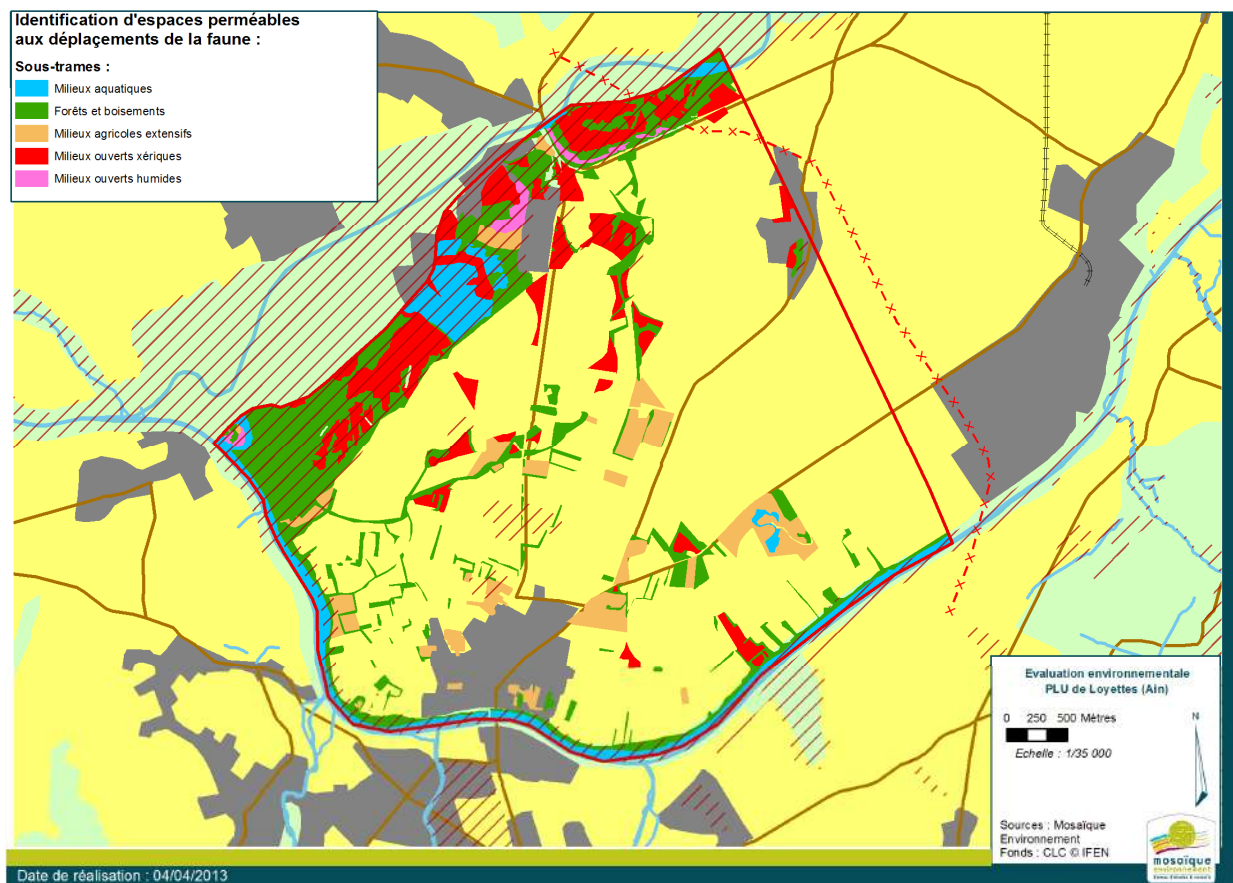 Identification d'espaces perméables
aux déplaçements de la faune :
Sous-trames :
Milieux aquatiques
Forêts et boisements
Milieux agricoles extensifs
Milieux ouverts xériques
Milieux ouverts humides
Evaluation environnementale
PLU de Loyettes (Ain)
0 250 500 Mètres
N
Echelle : 1/35 000
Sources : Mosaïque
Environnement
Fonds : CLC © IFEN
mosaïque
environnement
Date de réalisation : 04/04/2013